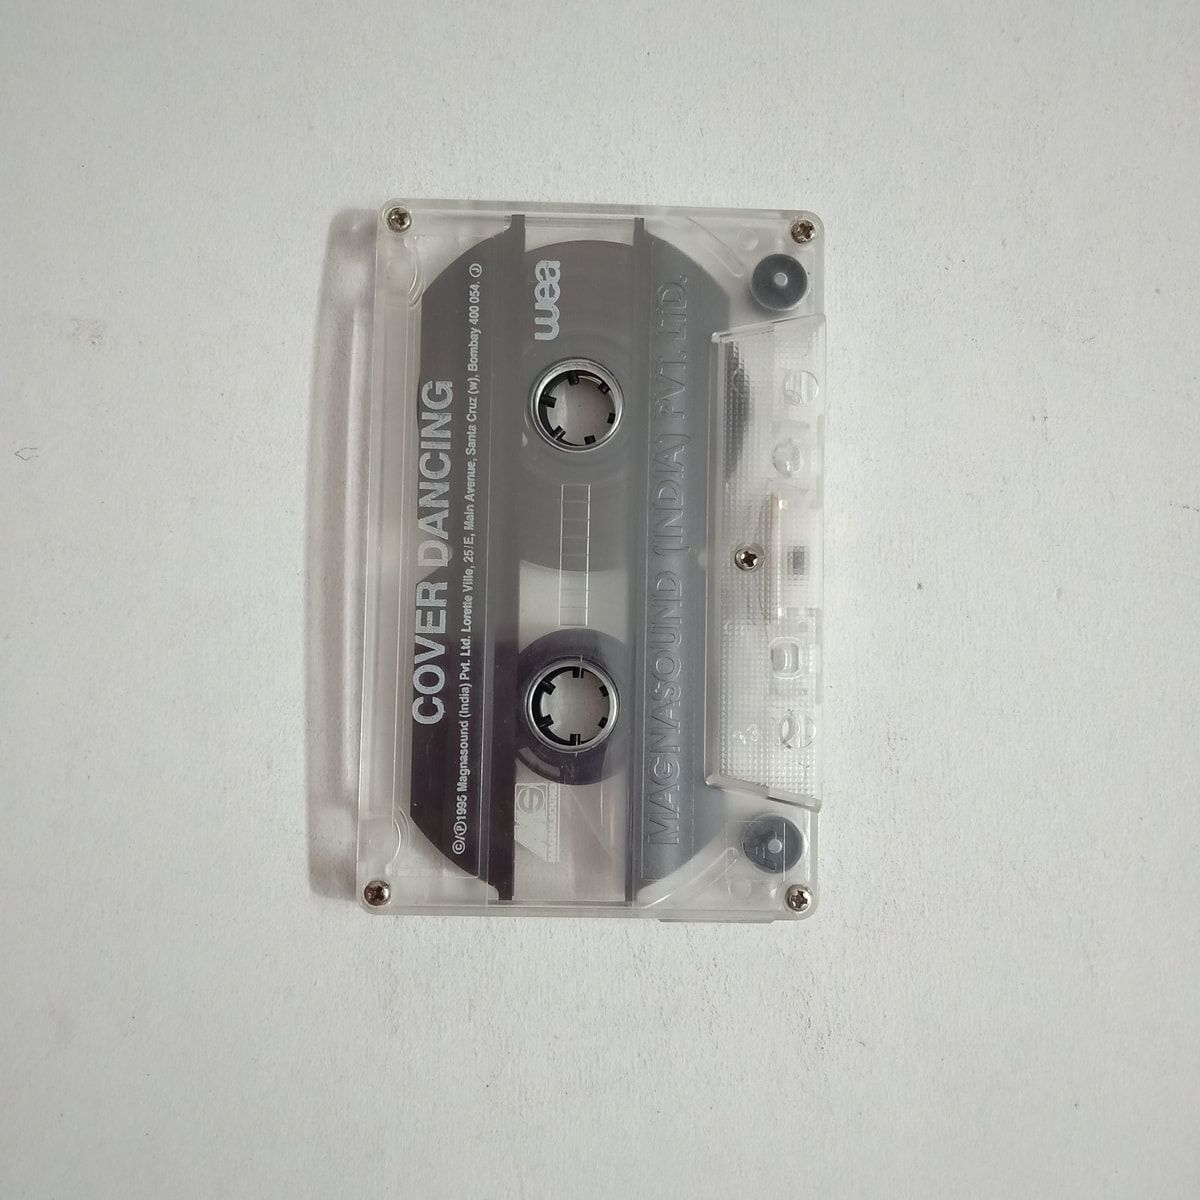 COVER DANCING
©/Ⓟ1995 Magnasound (India) Pvt. Ltd. Lorette Ville, 25/E, Main Avenue, Santa Cruz (w), Bombay 400 054. Ⓙ
wea
MAGNASOUND (INDIA) PVT. LTD.